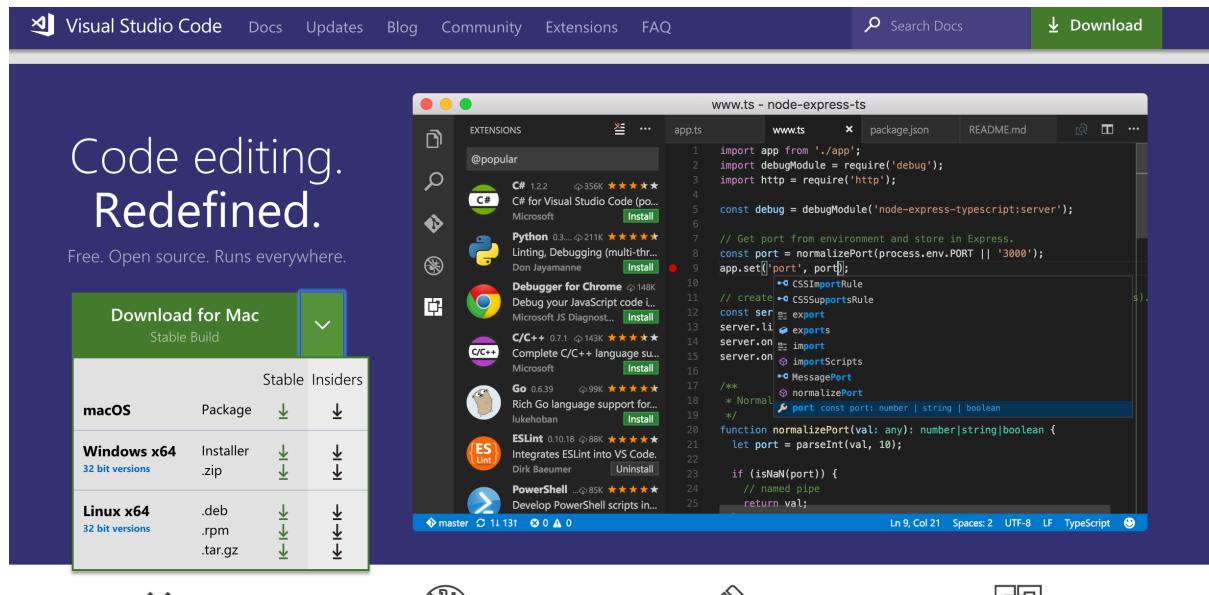 Visual Studio Code Docs Updates Blog Community Extensions FAQ Search Docs Download
Code editing.
Redefined.
Free. Open source. Runs everywhere.
Download for Mac
Stable Build
Stable Insiders
macOS Package
Windows x64 Installer
32 bit versions .zip
Linux x64 .deb
32 bit versions .rpm
.tar.gz
www.ts - node-express-ts
EXTENSIONS
@popular
C# 1.2.2 356K
C# for Visual Studio Code (po...
Microsoft Install
Python 0.3... 211K
Linting, Debugging (multi-thr...
Don Jayamanne Install
Debugger for Chrome 148K
Debug your JavaScript code i...
Microsoft JS Diagnost... Install
C/C++ 0.7.1 143K
C/C++
Complete C/C++ language su...
Microsoft Install
Go 0.6.39 99K
Rich Go language support for...
lukehoban Install
ESLint 0.10.18 88K
ES
Lint
Integrates ESLint into VS Code.
Dirk Baeumer Uninstall
PowerShell ... 85K
Develop PowerShell scripts in...
app.ts www.ts package.json README.md
1 import app from './app';
2 import debugModule = require('debug');
3 import http = require('http');
4
5 const debug = debugModule('node-express-typescript:server');
6
7 // Get port from environment and store in Express.
8 const port = normalizePort(process.env.PORT || '3000');
9 app.set('port', port);
10
11 // create s).
12 const ser
13 server.li
14 server.on
15 server.on
16
17 /**
18 * Normal
19 */
20 function normalizePort(val: any): number|string|boolean {
21 let port = parseInt(val, 10);
22
23 if (isNaN(port)) {
24 // named pipe
25 return val;
CSSImportRule
CSSSupportsRule
export
exports
import
importScripts
MessagePort
normalizePort
port const port: number | string | boolean
master 1↓ 13↑ 0 0 Ln 9, Col 21 Spaces: 2 UTF-8 LF TypeScript